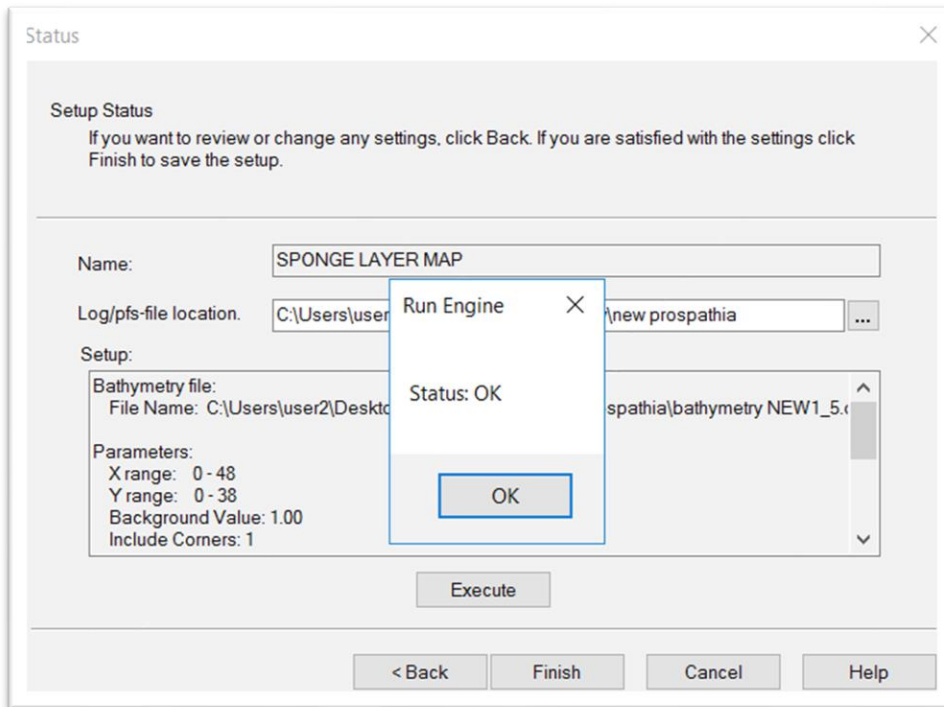 Status
Setup Status
If you want to review or change any settings, click Back. If you are satisfied with the settings click
Finish to save the setup.
Name: SPONGE LAYER MAP
Log/pfs-file location. C:\Users\user \new prospathia ...
Setup:
Bathymetry file:
File Name: C:\Users\user2\Deskto spathia\bathymetry NEW1_5.
Parameters:
X range: 0 - 48
Y range: 0 - 38
Background Value: 1.00
Include Corners: 1
Run Engine
Status: OK
OK
Execute
< Back Finish Cancel Help